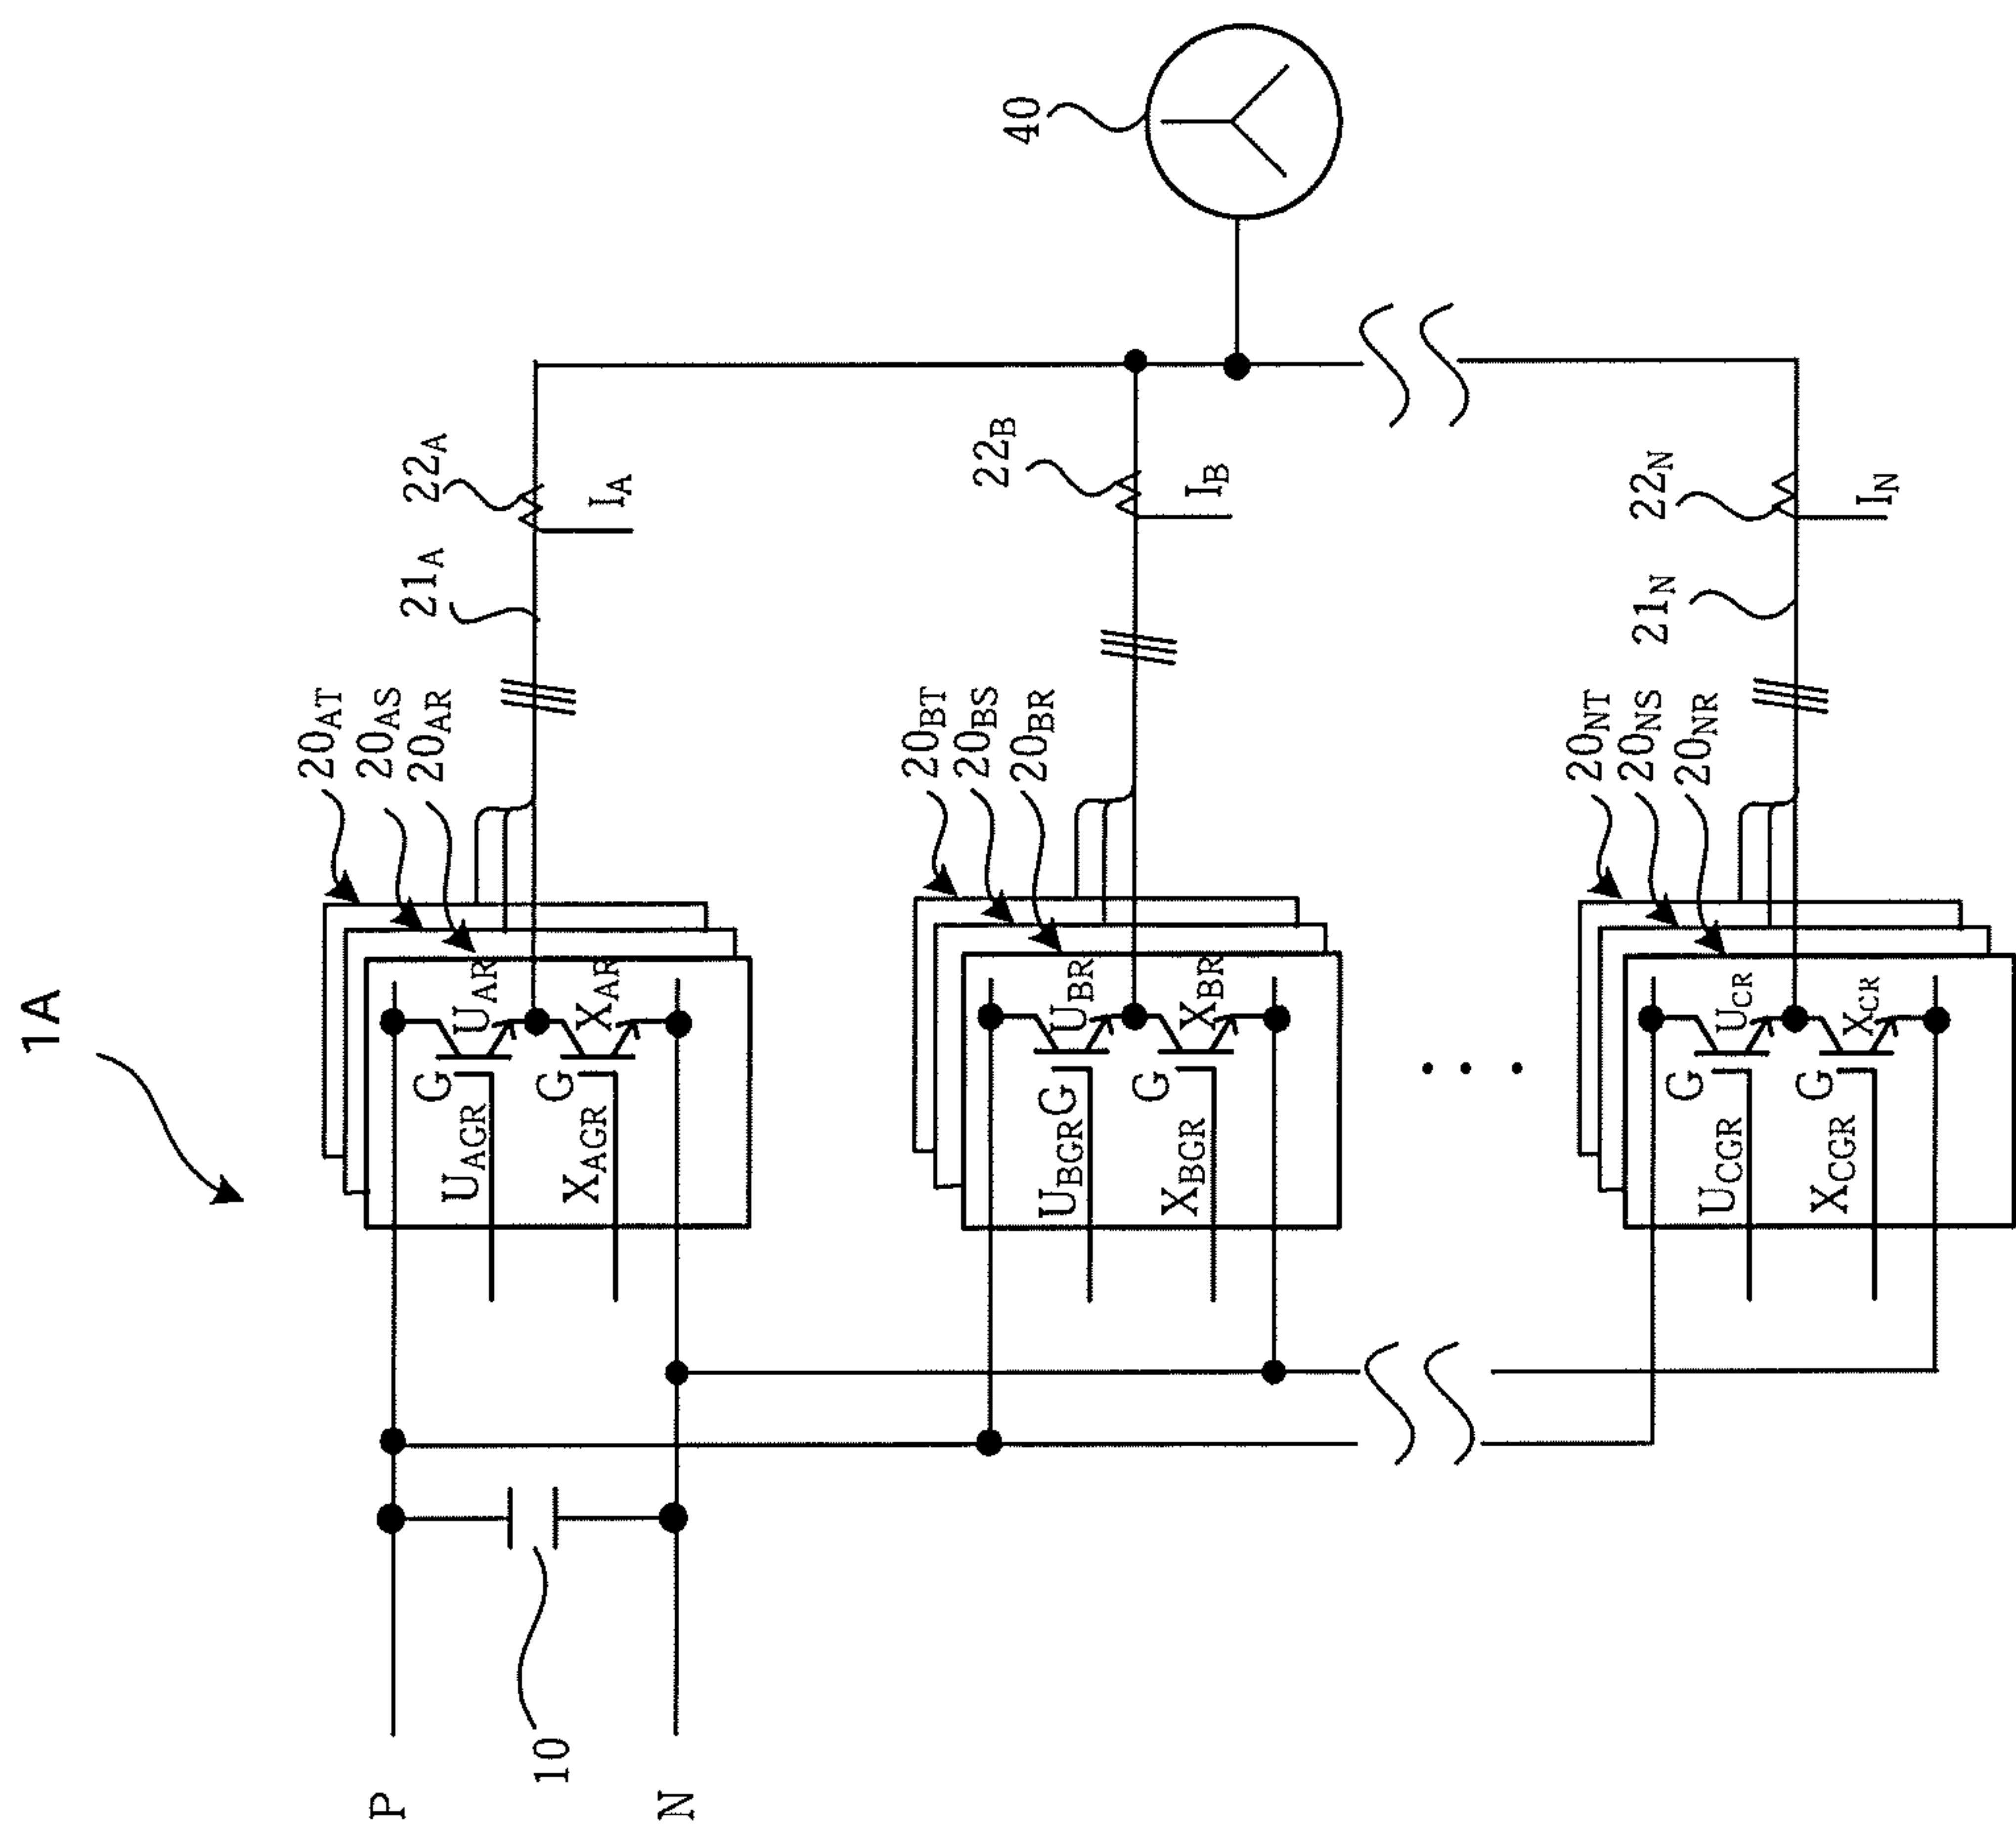 1A
P
N
10
20AT
20AS
20AR
G
UAGR
UAR
G
XAGR
XAR
21A
22A
IA
20BT
20BS
20BR
G
UBGR
UBR
G
XBGR
XBR
22B
IB
40
. . .
20NT
20NS
20NR
G
UCGR
UCR
G
XCGR
XCR
21N
22N
IN